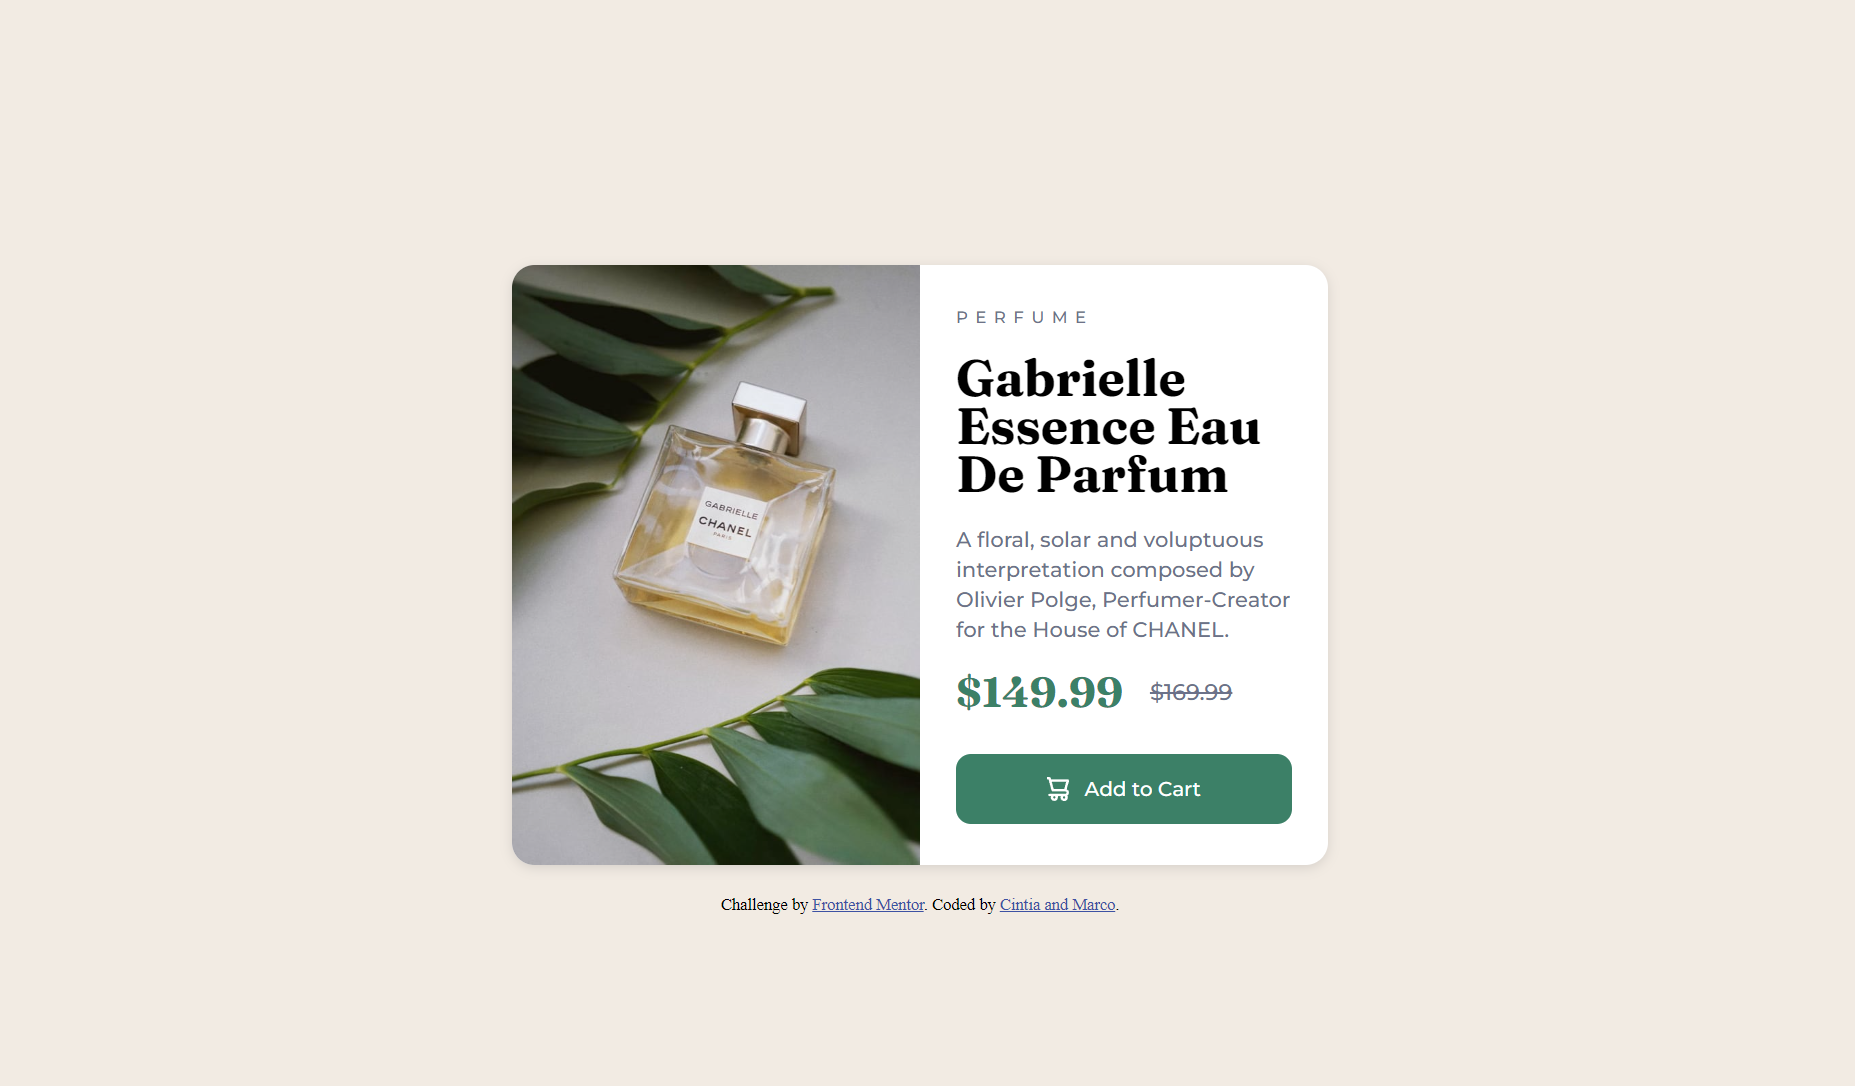 GABRIELLE
CHANEL
PARIS
PERFUME
Gabrielle
Essence Eau
De Parfum
A floral, solar and voluptuous
interpretation composed by
Olivier Polge, Perfumer-Creator
for the House of CHANEL.
$149.99 $169.99
Add to Cart
Challenge by Frontend Mentor. Coded by Cintia and Marco.